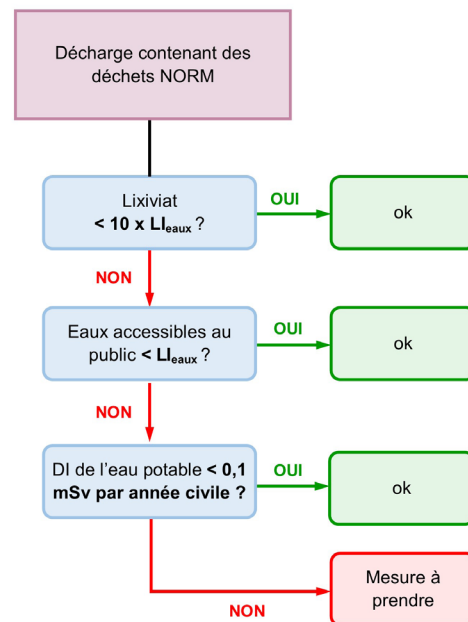 Décharge contenant des
déchets NORM
Lixiviat
< 10 x LIeaux ?
OUI
ok
NON
Eaux accessibles au
public < LIeaux ?
OUI
ok
NON
DI de l'eau potable < 0,1
mSv par année civile ?
OUI
ok
NON
Mesure à
prendre